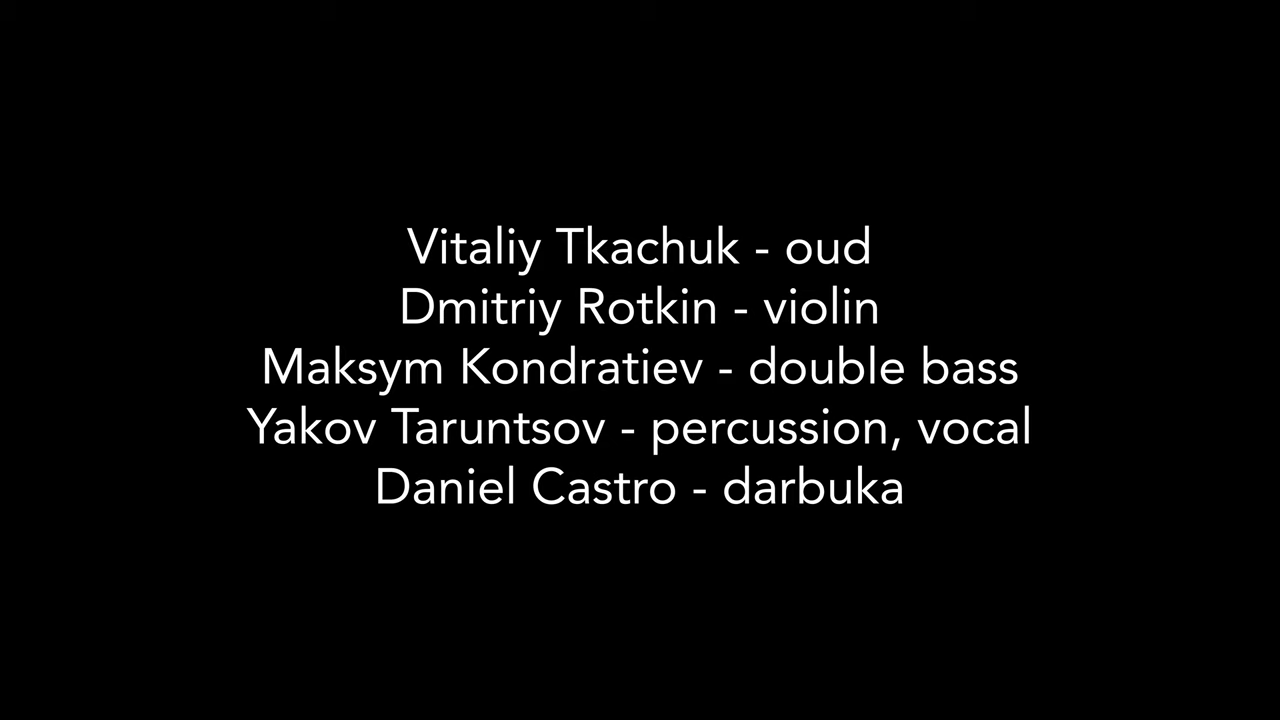 Vitaliy Tkachuk - oud
Dmitriy Rotkin - violin
Maksym Kondratiev - double bass
Yakov Taruntsov - percussion, vocal
Daniel Castro - darbuka